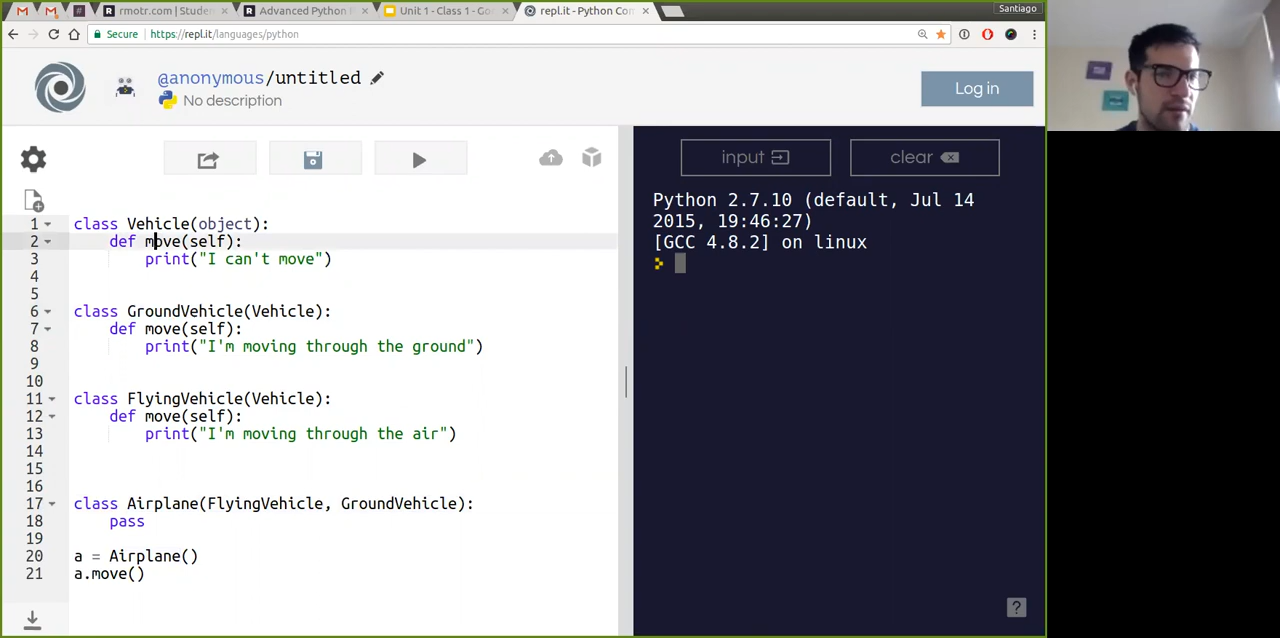 rmotr.com | Studen
Advanced Python
Unit 1 - Class 1 - Go
repl.it - Python Con
Santiago
Secure
https://repl.it/languages/python
@anonymous/untitled
No description
Log in
input
clear
1 class Vehicle(object):
2 def move(self):
3 print("I can't move")
4
5
6 class GroundVehicle(Vehicle):
7 def move(self):
8 print("I'm moving through the ground")
9
10
11 class FlyingVehicle(Vehicle):
12 def move(self):
13 print("I'm moving through the air")
14
15
16
17 class Airplane(FlyingVehicle, GroundVehicle):
18 pass
19
20 a = Airplane()
21 a.move()
Python 2.7.10 (default, Jul 14
2015, 19:46:27)
[GCC 4.8.2] on linux
?